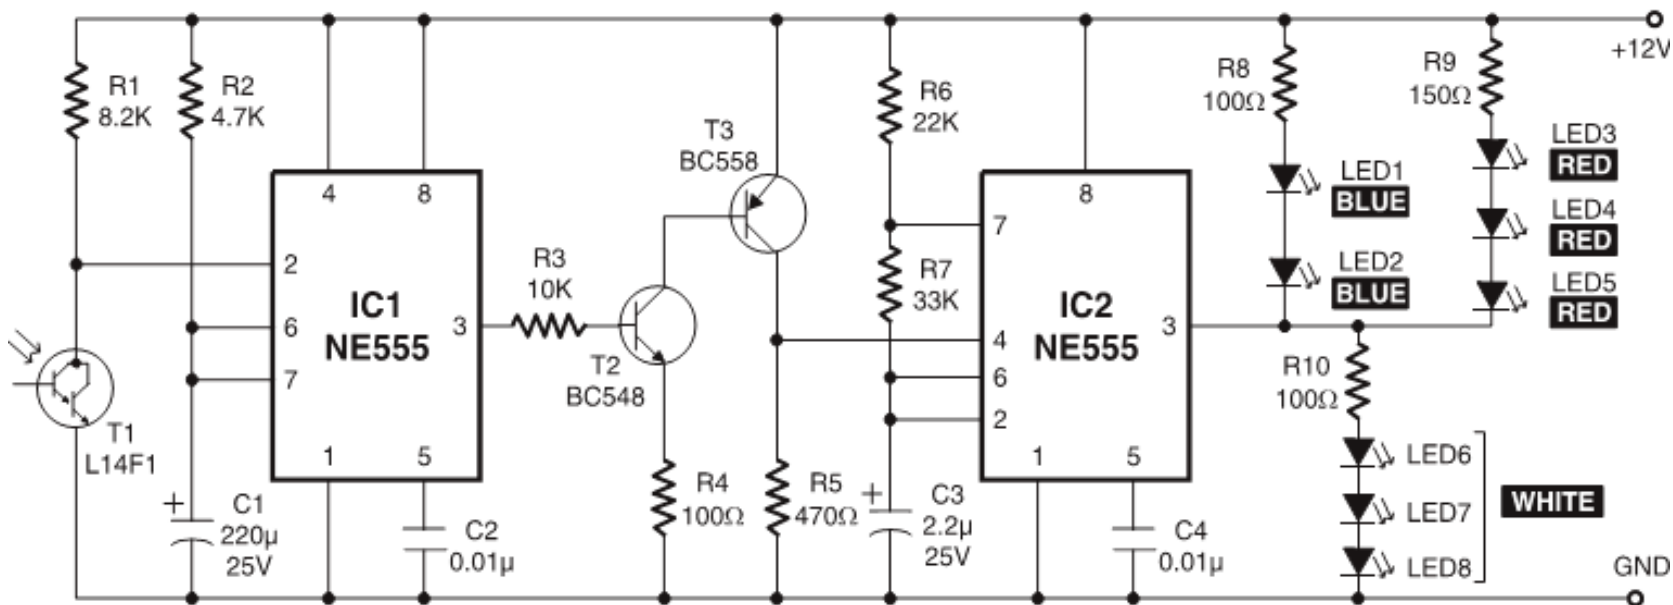 +12V
R1
8.2K
R2
4.7K
4
8
2
6
7
3
1
5
IC1
NE555
T1
L14F1
C1
220µ
25V
C2
0.01µ
R3
10K
T2
BC548
T3
BC558
R4
100Ω
R5
470Ω
R6
22K
R7
33K
C3
2.2µ
25V
8
7
4
6
2
3
1
5
IC2
NE555
C4
0.01µ
R8
100Ω
LED1
BLUE
LED2
BLUE
R9
150Ω
LED3
RED
LED4
RED
LED5
RED
R10
100Ω
LED6
LED7
LED8
WHITE
GND
+
+